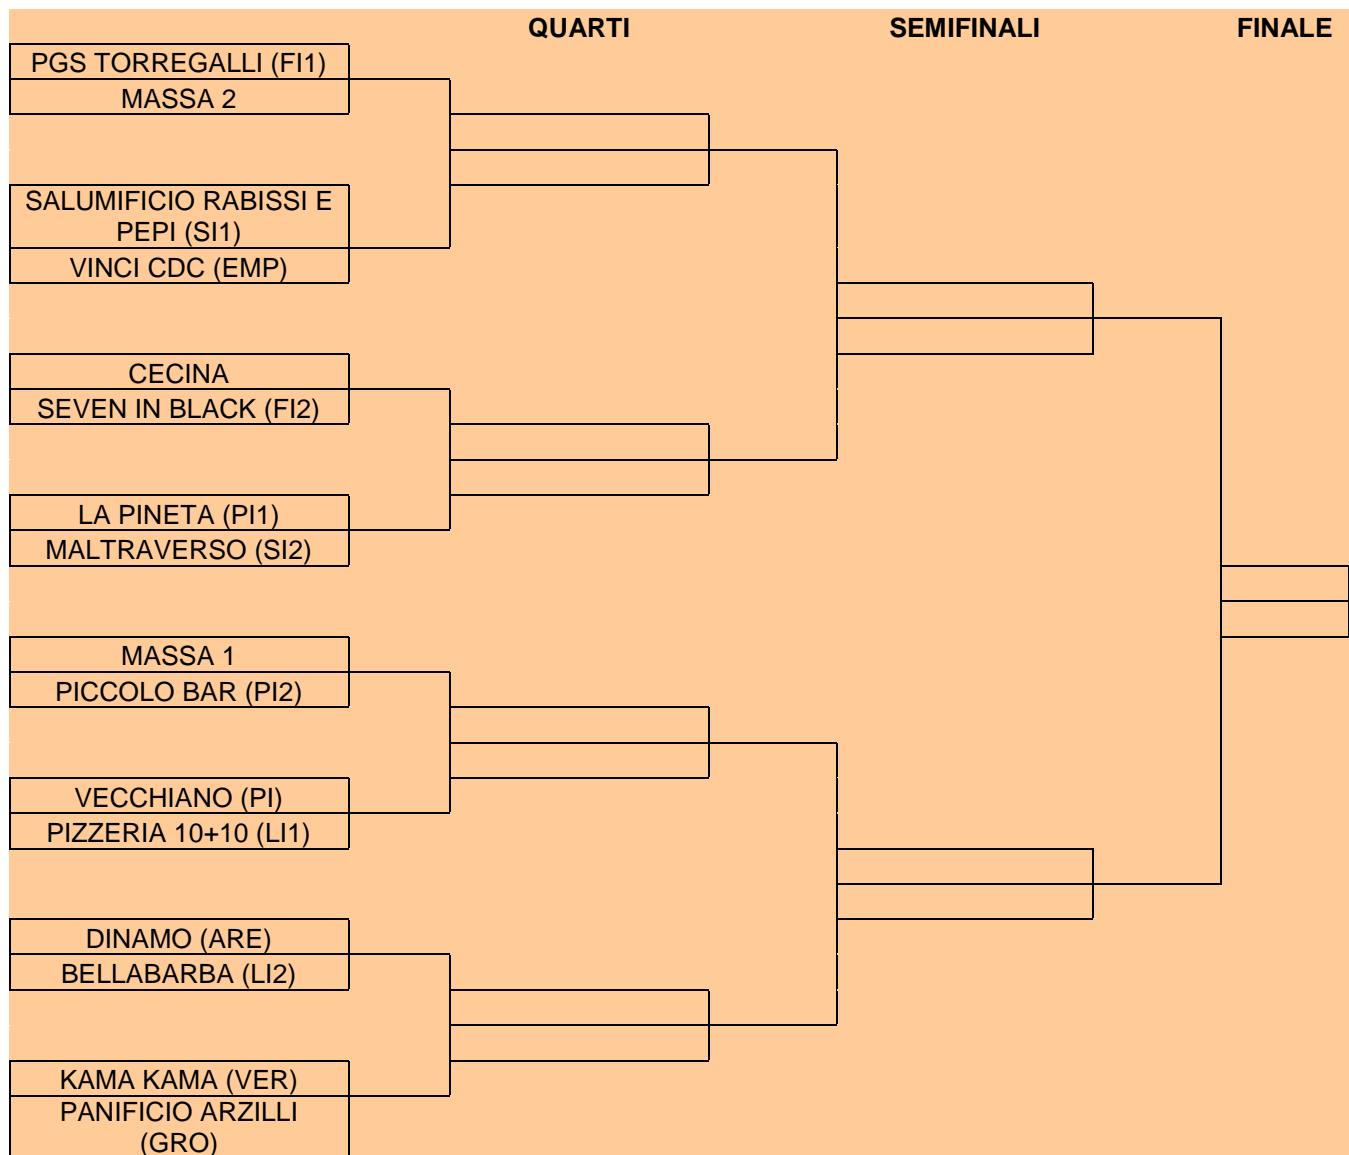 QUARTI SEMIFINALI FINALE
PGS TORREGALLI (FI1)
MASSA 2
SALUMIFICIO RABISSI E
PEPI (SI1)
VINCI CDC (EMP)
CECINA
SEVEN IN BLACK (FI2)
LA PINETA (PI1)
MALTRAVERSO (SI2)
MASSA 1
PICCOLO BAR (PI2)
VECCHIANO (PI)
PIZZERIA 10+10 (LI1)
DINAMO (ARE)
BELLABARBA (LI2)
KAMA KAMA (VER)
PANIFICIO ARZILLI
(GRO)